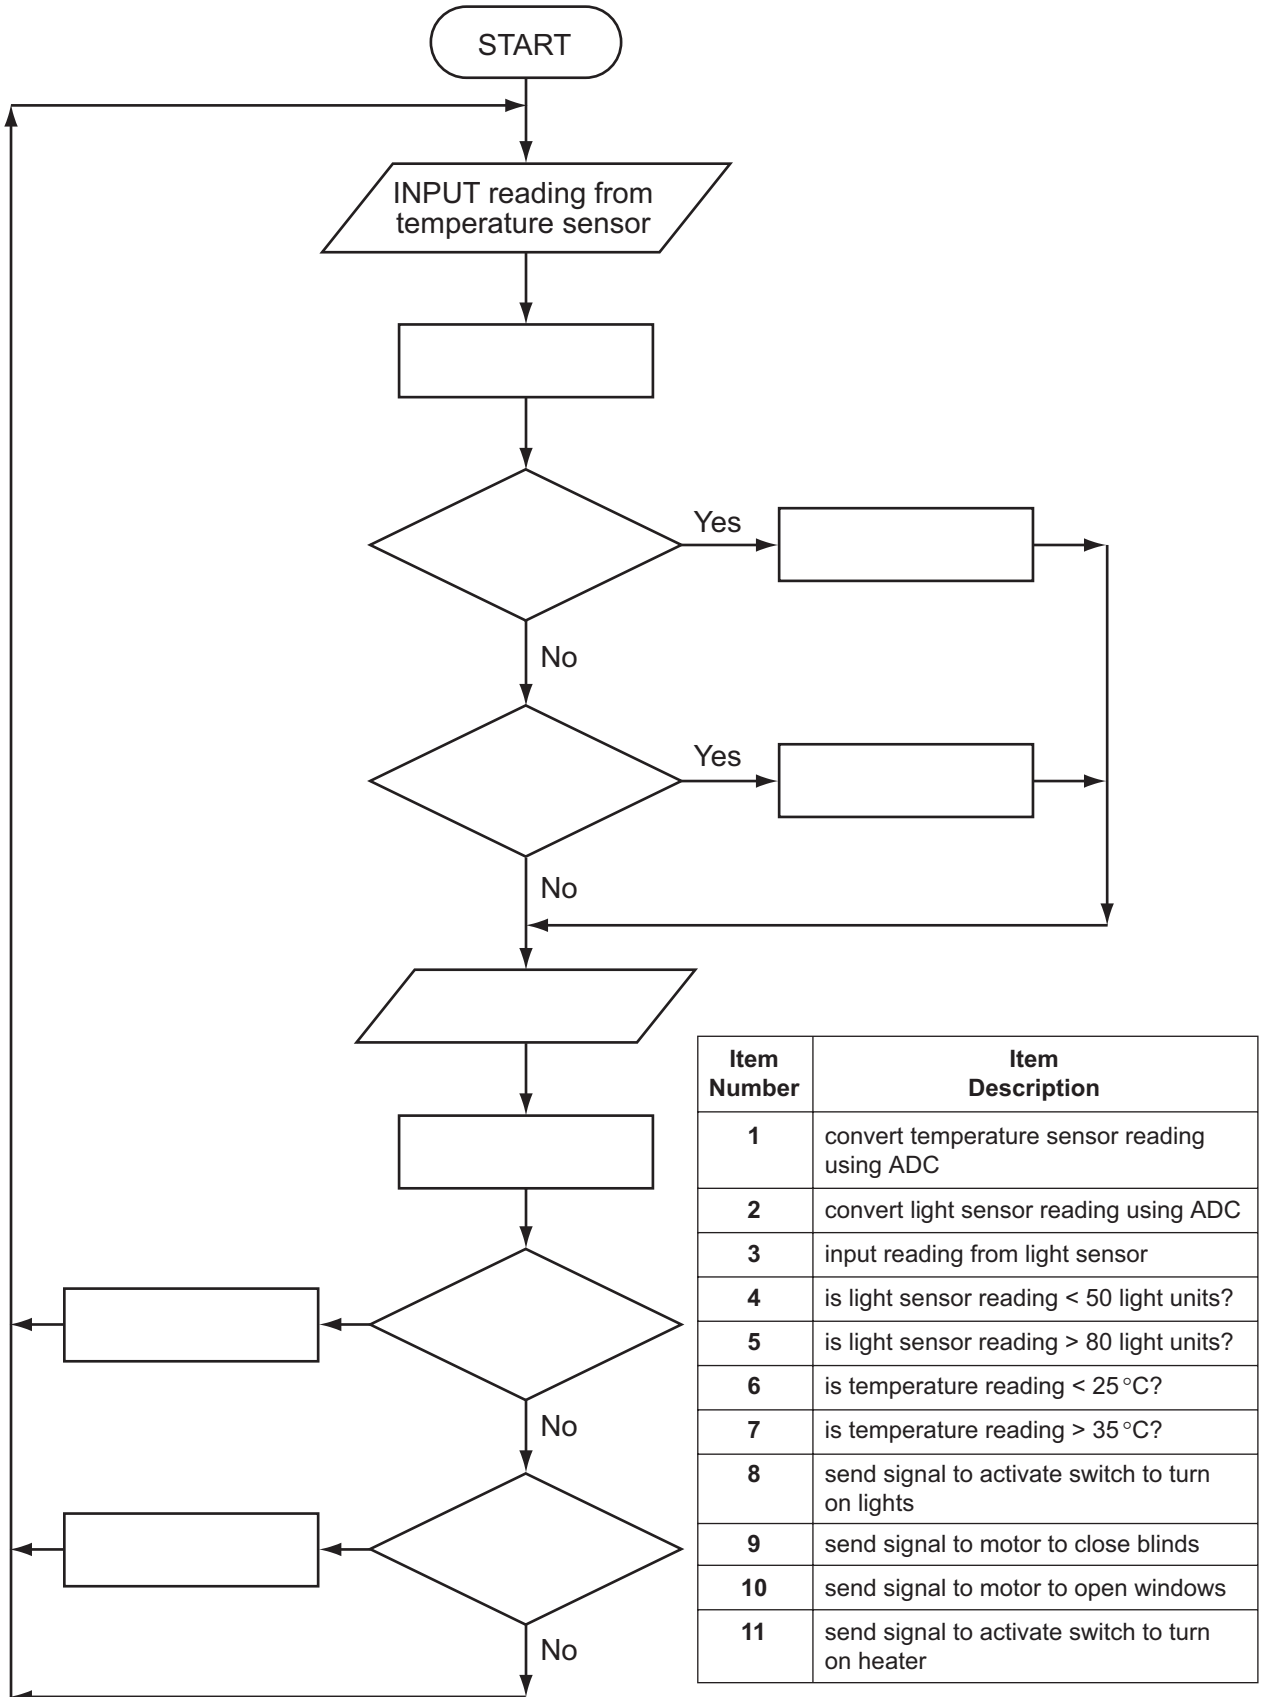 START
INPUT reading from
temperature sensor
Yes
No
Yes
No
No
No
Item
Number
Item
Description
1
convert temperature sensor reading
using ADC
2
convert light sensor reading using ADC
3
input reading from light sensor
4
is light sensor reading < 50 light units?
5
is light sensor reading > 80 light units?
6
is temperature reading < 25 °C?
7
is temperature reading > 35 °C?
8
send signal to activate switch to turn
on lights
9
send signal to motor to close blinds
10
send signal to motor to open windows
11
send signal to activate switch to turn
on heater